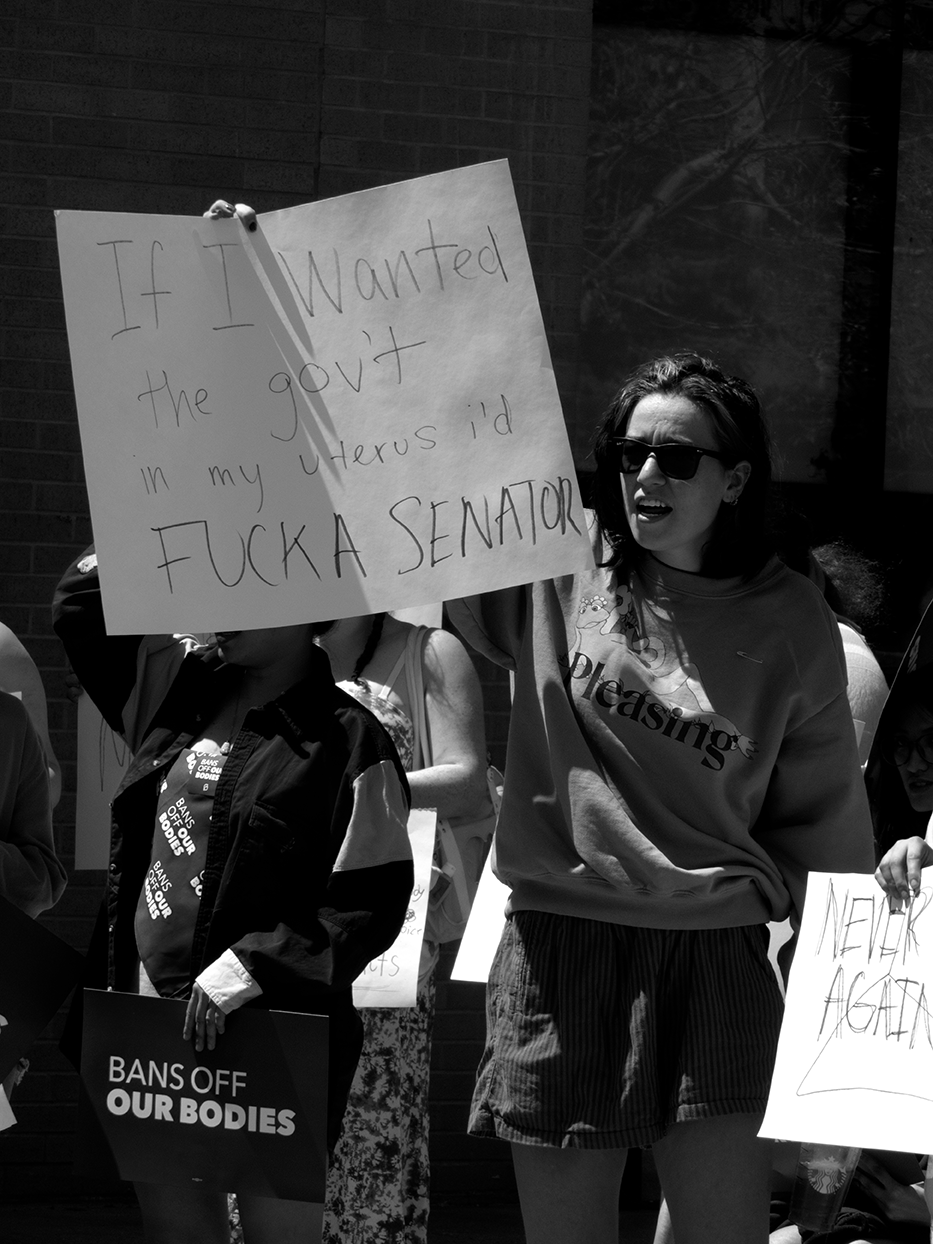 If I Wanted
the gov't
in my uterus i'd
FUCK A SENATOR
Pleasing
BANS
OFF OUR
BODIES
BANS
OFF OUR
BODIES
BANS
OFF OUR
BODIES
BANS OFF
OUR BODIES
NEVER
AGAIN